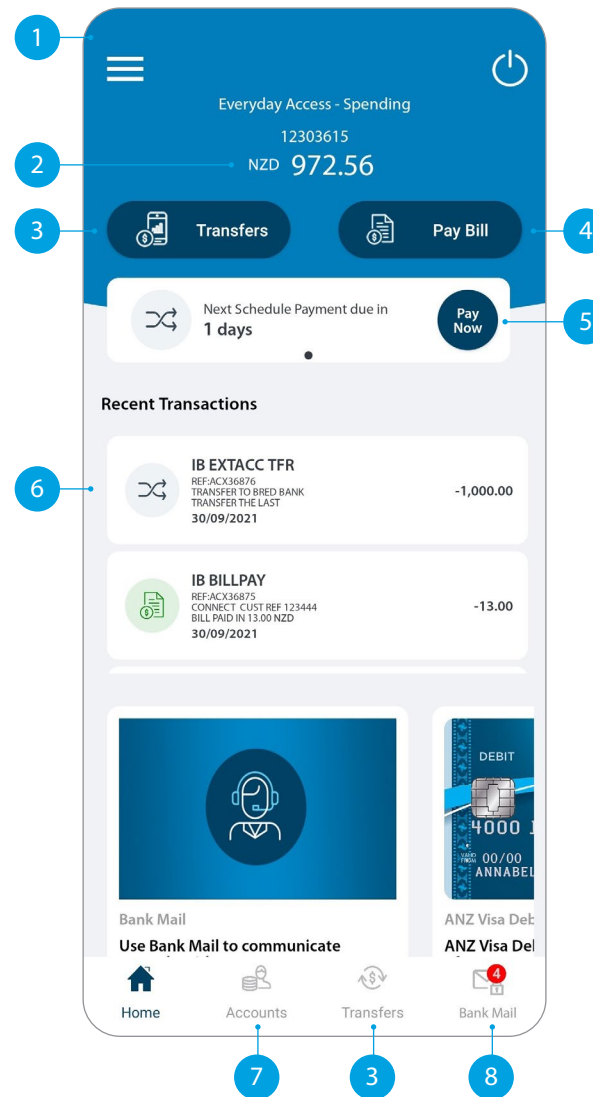 1
Everyday Access - Spending
12303615
2
NZD 972.56
3
Transfers
Pay Bill
4
Next Schedule Payment due in
1 days
Pay
Now
5
Recent Transactions
6
IB EXTACC TFR
REF:ACX36876
TRANSFER TO BRED BANK
TRANSFER THE LAST
30/09/2021
-1,000.00
IB BILLPAY
REF:ACX36875
CONNECT CUST REF 123444
BILL PAID IN 13.00 NZD
30/09/2021
-13.00
DEBIT
4000
VALID
FROM 00/00
ANNABEL
Bank Mail
Use Bank Mail to communicate
ANZ Visa Deb
ANZ Visa Del
4
Home
Accounts
Transfers
Bank Mail
7
3
8